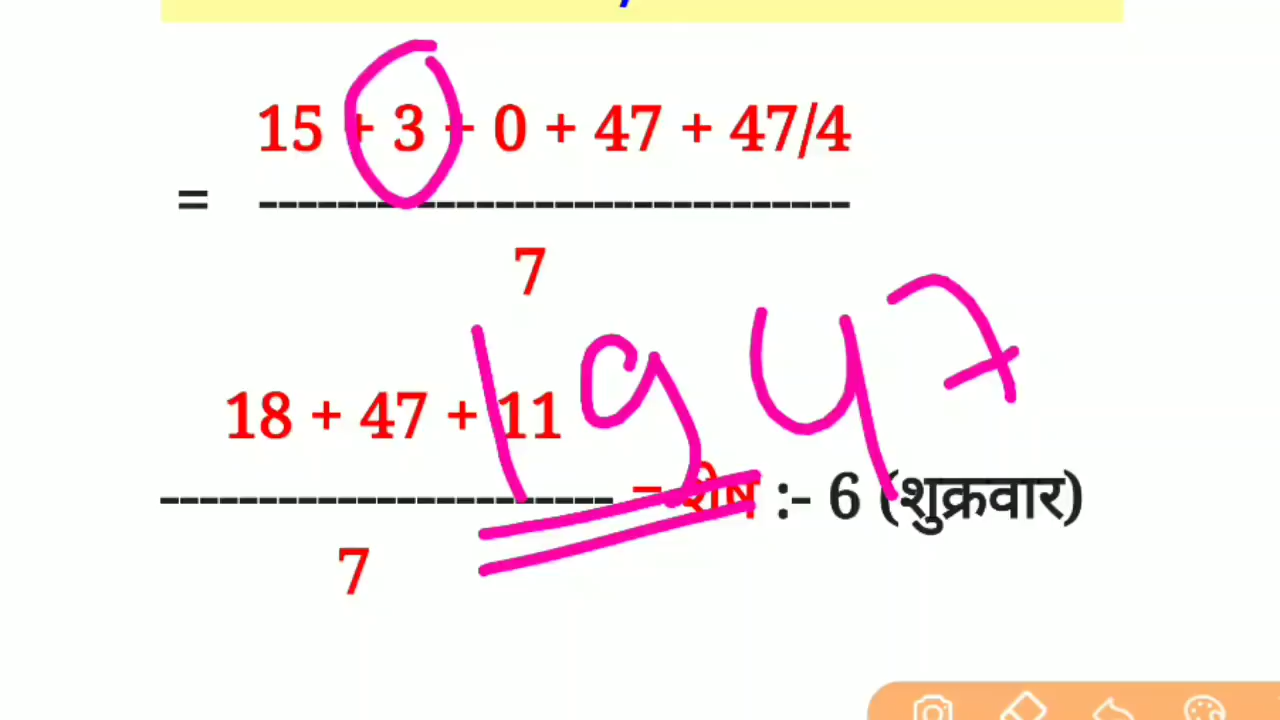 15 + 3 + 0 + 47 + 47/4
= ------------------------------
7
1947
18 + 47 + 11
----------------------- = शेष :- 6 (शुक्रवार)
7